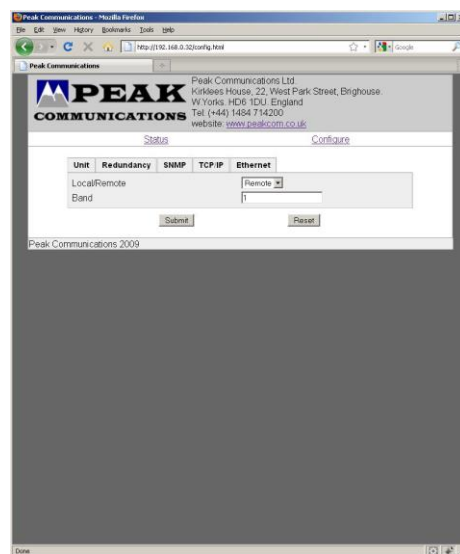 Peak Communications - Mozilla Firefox
File Edit View History Bookmarks Tools Help
http://192.168.0.32/config.html
Google
Peak Communications
PEAK
COMMUNICATIONS
Peak Communications Ltd.
Kirklees House, 22, West Park Street, Brighouse.
W.Yorks. HD6 1DU. England
Tel: (+44) 1484 714200
website: www.peakcom.co.uk
Status Configure
Unit Redundancy SNMP TCP/IP Ethernet
Local/Remote Remote
Band 1
Submit Reset
Peak Communications 2009
Done